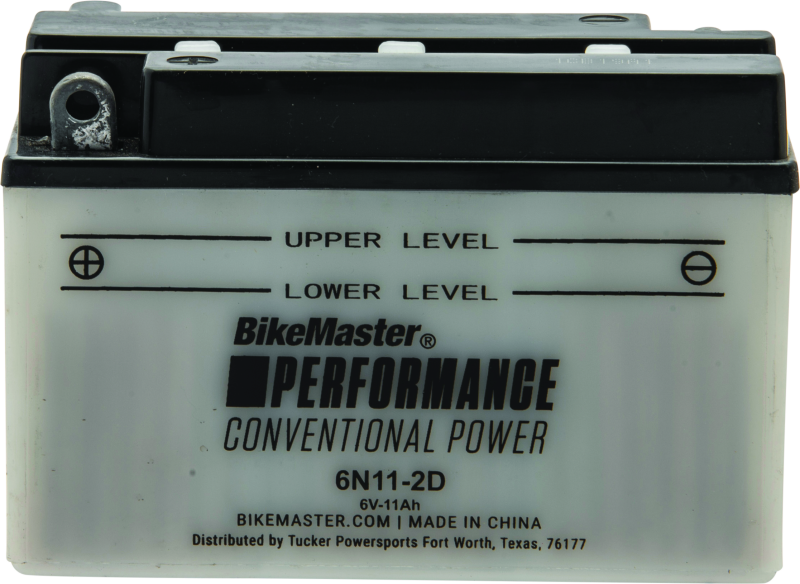 UPPER LEVEL
LOWER LEVEL
BikeMaster®
PERFORMANCE
CONVENTIONAL POWER
6N11-2D
6V-11Ah
BIKEMASTER.COM | MADE IN CHINA
Distributed by Tucker Powersports Fort Worth, Texas, 76177